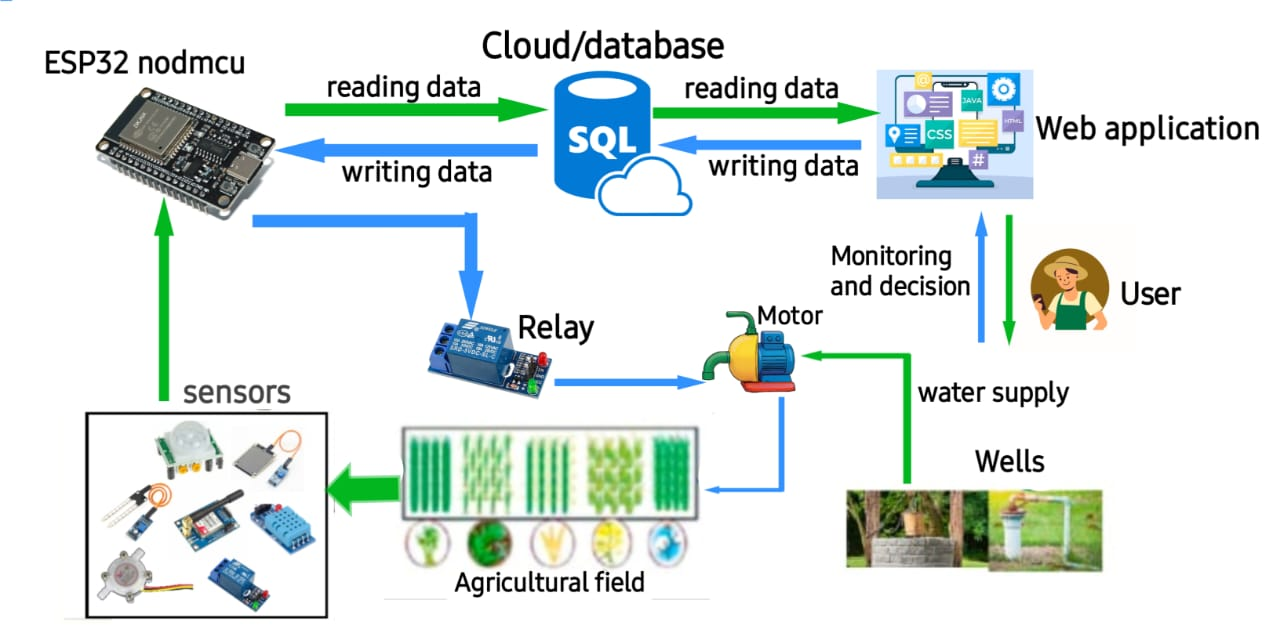 Cloud/database
ESP32 nodmcu
reading data
reading data
SQL
Web application
JAVA
HTML
CSS
@
#
writing data
writing data
Monitoring
and decision
User
Relay
Motor
sensors
water supply
Wells
Agricultural field